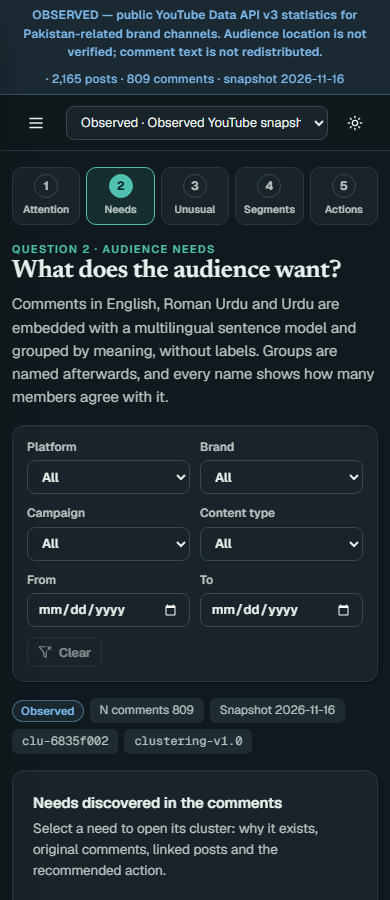 OBSERVED — public YouTube Data API v3 statistics for
Pakistan-related brand channels. Audience location is not
verified; comment text is not redistributed.
· 2,165 posts · 809 comments · snapshot 2026-11-16
Observed · Observed YouTube snapsh
1 2 3 4 5
Attention Needs Unusual Segments Actions
QUESTION 2 · AUDIENCE NEEDS
What does the audience want?
Comments in English, Roman Urdu and Urdu are
embedded with a multilingual sentence model and
grouped by meaning, without labels. Groups are
named afterwards, and every name shows how many
members agree with it.
Platform Brand
All All
Campaign Content type
All All
From To
mm/dd/yyyy mm/dd/yyyy
Clear
Observed N comments 809 Snapshot 2026-11-16
clu-6835f002 clustering-v1.0
Needs discovered in the comments
Select a need to open its cluster: why it exists,
original comments, linked posts and the
recommended action.